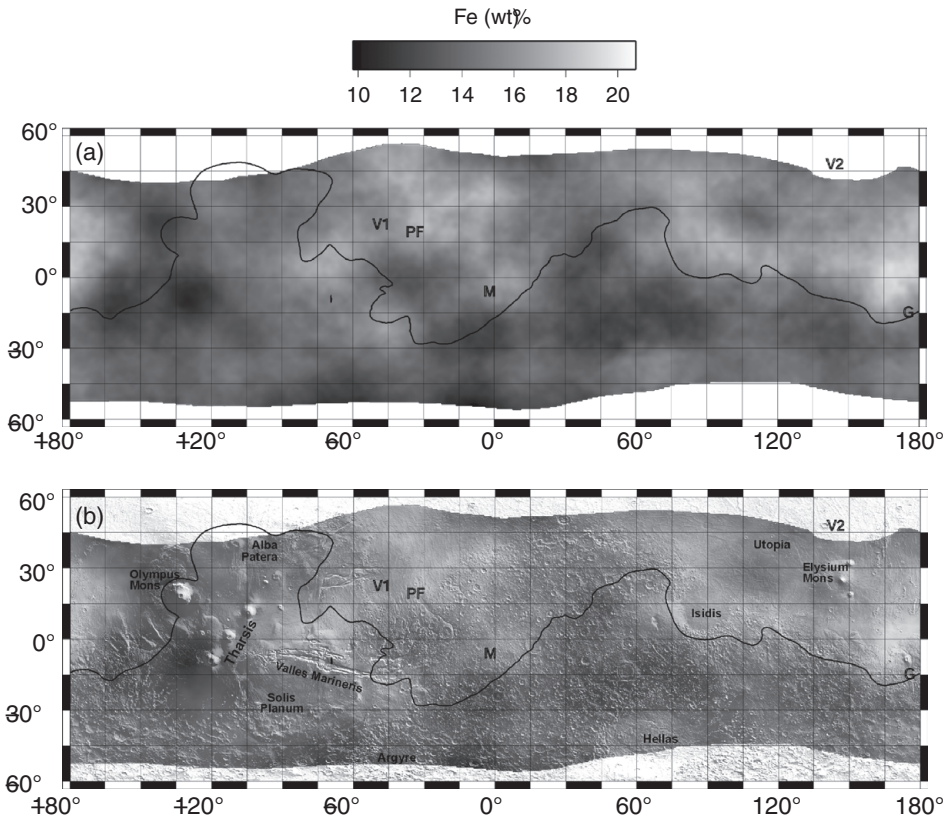 Fe (wt%)
10 12 14 16 18 20
60°
(a)
V2
30°
V1
PF
0°
M
G
-30°
-60°
-180° -120° -60° 0° 60° 120° 180°
60°
(b)
V2
Alba
Patera
Utopia
30°
Olympus
Mons
Elysium
Mons
V1
PF
Isidis
Tharsis
0°
M
Valles Marineris
G
Solis
Planum
-30°
Hellas
Argyre
-60°
-180° -120° -60° 0° 60° 120° 180°